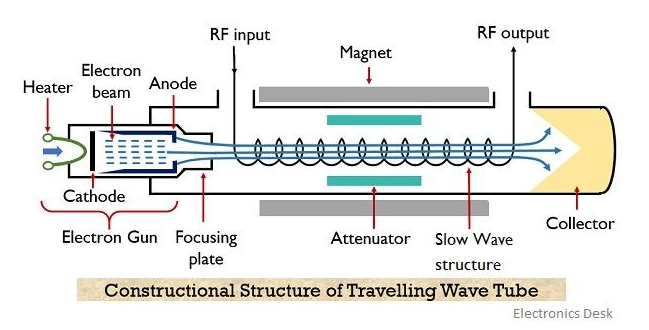 RF input
RF output
Magnet
Electron
beam
Anode
Heater
Cathode
Electron Gun
Focusing
plate
Attenuator
Slow Wave
structure
Collector
Constructional Structure of Travelling Wave Tube
Electronics Desk